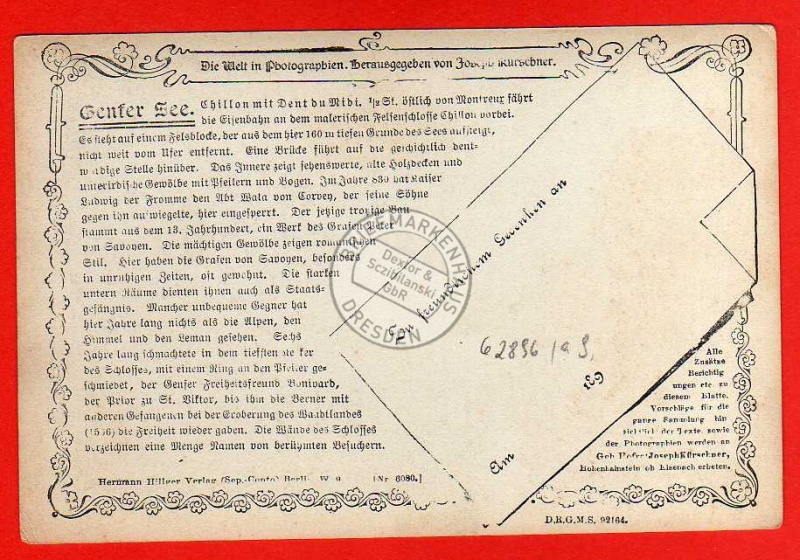 Die Welt in Photographien. Herausgegeben von Joseph Kürschner.
Genfer See. Chillon mit Dent du Midi. ½ St. östlich von Montreux fährt
die Eisenbahn an dem malerischen Felsenschlosse Chillon vorbei.
Es steht auf einem Felsblocke, der aus dem hier 160 m tiefen Grunde des Sees aufsteigt,
nicht weit vom Ufer entfernt. Eine Brücke führt auf die geschichtlich denk-
würdige Stelle hinüber. Das Innere zeigt sehenswerte, alte Holzdecken und
unterirdische Gewölbe mit Pfeilern und Bogen. Im Jahre 830 hat Kaiser
Ludwig der Fromme den Abt Wala von Corvey, der seine Söhne
gegen ihn aufwiegelte, hier eingesperrt. Der jetzige trotzige Bau
stammt aus dem 13. Jahrhundert, ein Werk des Grafen Peter
von Savoyen. Die mächtigen Gewölbe zeigen romanischen
Stil. Hier haben die Grafen von Savoyen, besonders
in unruhigen Zeiten, oft gewohnt. Die starken
untern Räume dienten ihnen auch als Staats-
gefängnis. Mancher unbequeme Gegner hat
hier Jahre lang nichts als die Alpen, den
Himmel und den Leman gesehen. Sechs
Jahre lang schmachtete in dem tiefsten Kerker
des Schlosses, mit einem Ring an den Pfeiler ge-
schmiedet, der Genfer Freiheitsfreund Bonivard,
der Prior zu St. Viktor, bis ihm die Berner mit
anderen Gefangenen bei der Eroberung des Waadtlandes
(1536) die Freiheit wieder gaben. Die Wände des Schlosses
verzeichnen eine Menge Namen von berühmten Besuchern.
Hermann Hillger Verlag (Sep.-Conto) Berlin W. 9. [Nr. 6080.]
Zum freundlichem Gedenken an
Am
189
62896
BRIEFMARKENHAUS
Dexlor &
Sczibilanski
GbR
DRESDEN
Alle
Zusätze
Berichtig
ungen etc. zu
diesem Blatte.
Vorschläge für die
ganze Sammlung hin
sichtlich der Texte, sowie
der Photographien werden an
Geh. Hofrat Joseph Kürschner,
Hohenhainstein ob Eisenach erbeten.
D.R.G.M.S. 92164.